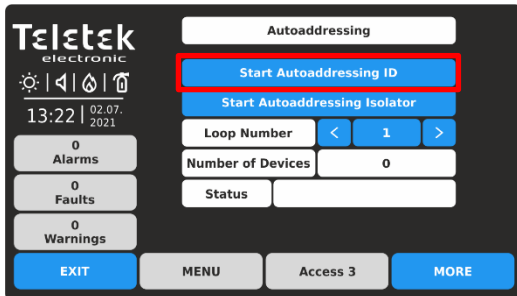 Teletek
electronic
13:22 02.07.
2021
0
Alarms
0
Faults
0
Warnings
Autoaddressing
Start Autoaddressing ID
Start Autoaddressing Isolator
Loop Number < 1 >
Number of Devices 0
Status
EXIT MENU Access 3 MORE